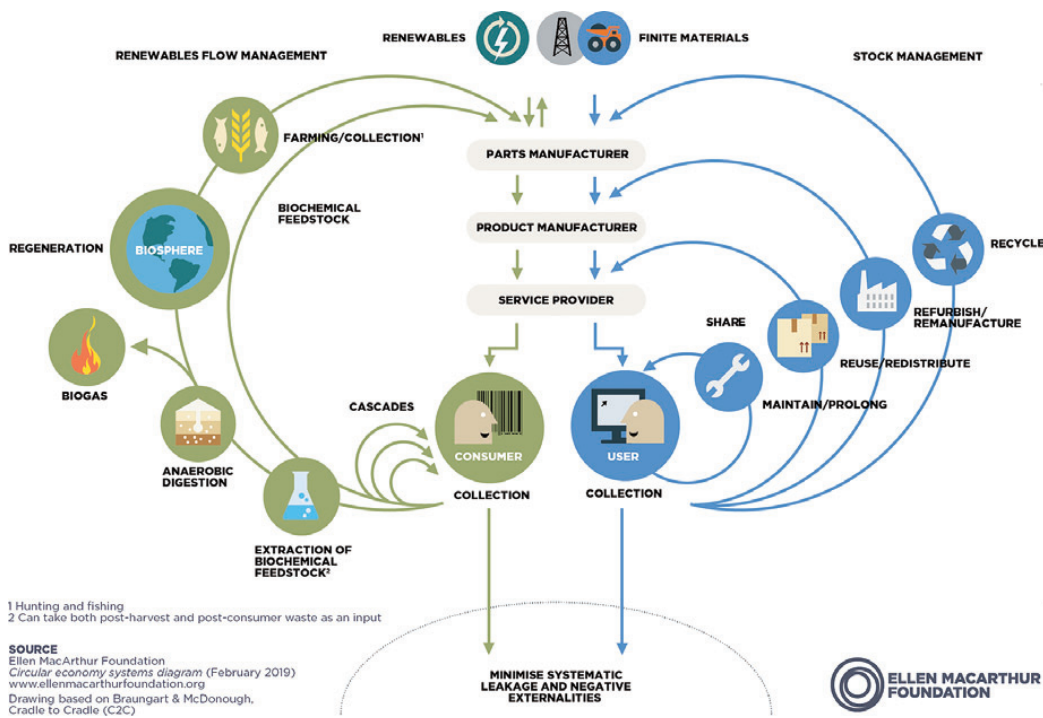 RENEWABLES
FINITE MATERIALS
RENEWABLES FLOW MANAGEMENT
STOCK MANAGEMENT
FARMING/COLLECTION¹
PARTS MANUFACTURER
BIOCHEMICAL
FEEDSTOCK
PRODUCT MANUFACTURER
REGENERATION
BIOSPHERE
RECYCLE
SERVICE PROVIDER
SHARE
REFURBISH/
REMANUFACTURE
REUSE/REDISTRIBUTE
BIOGAS
CASCADES
MAINTAIN/PROLONG
CONSUMER
USER
ANAEROBIC
DIGESTION
COLLECTION
COLLECTION
EXTRACTION OF
BIOCHEMICAL
FEEDSTOCK²
1 Hunting and fishing
2 Can take both post-harvest and post-consumer waste as an input
SOURCE
Ellen MacArthur Foundation
Circular economy systems diagram (February 2019)
www.ellenmacarthurfoundation.org
Drawing based on Braungart & McDonough,
Cradle to Cradle (C2C)
MINIMISE SYSTEMATIC
LEAKAGE AND NEGATIVE
EXTERNALITIES
ELLEN MACARTHUR
FOUNDATION